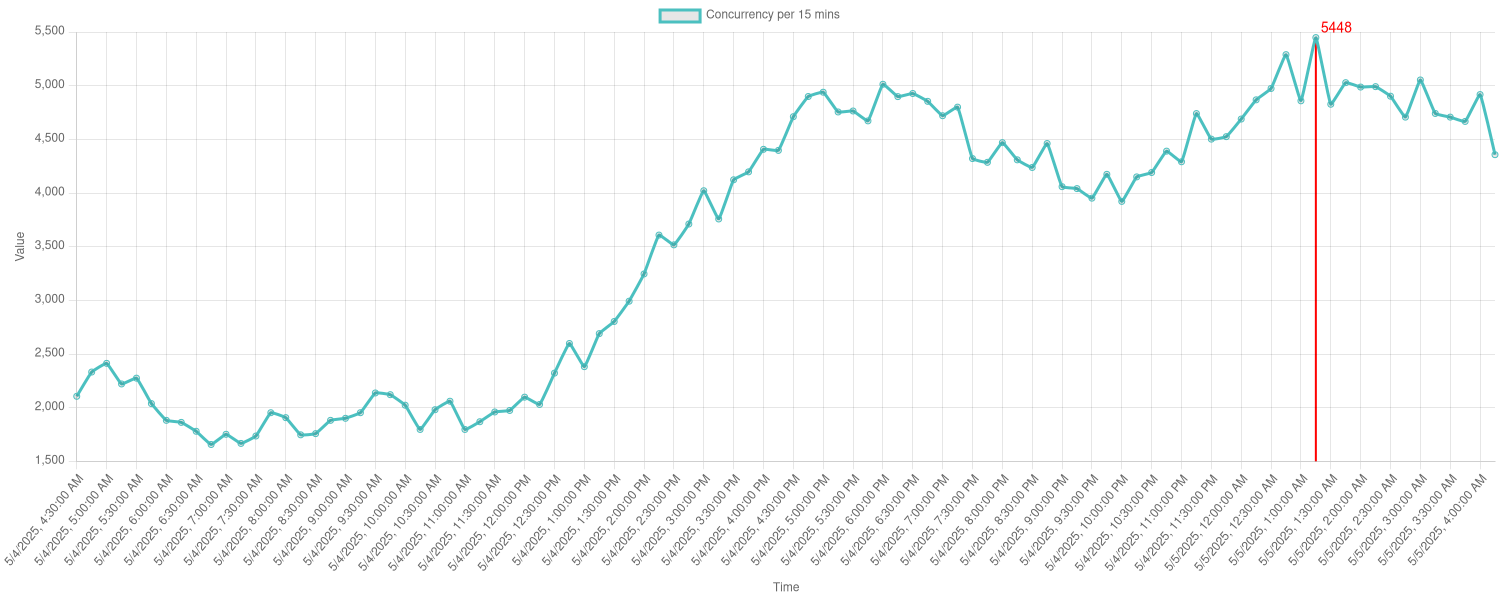 Concurrency per 15 mins
5448
5,500
5,000
4,500
4,000
3,500
3,000
2,500
2,000
1,500
Value
5/4/2025, 4:30:00 AM
5/4/2025, 5:00:00 AM
5/4/2025, 5:30:00 AM
5/4/2025, 6:00:00 AM
5/4/2025, 6:30:00 AM
5/4/2025, 7:00:00 AM
5/4/2025, 7:30:00 AM
5/4/2025, 8:00:00 AM
5/4/2025, 8:30:00 AM
5/4/2025, 9:00:00 AM
5/4/2025, 9:30:00 AM
5/4/2025, 10:00:00 AM
5/4/2025, 10:30:00 AM
5/4/2025, 11:00:00 AM
5/4/2025, 11:30:00 AM
5/4/2025, 12:00:00 PM
5/4/2025, 12:30:00 PM
5/4/2025, 1:00:00 PM
5/4/2025, 1:30:00 PM
5/4/2025, 2:00:00 PM
5/4/2025, 2:30:00 PM
5/4/2025, 3:00:00 PM
5/4/2025, 3:30:00 PM
5/4/2025, 4:00:00 PM
5/4/2025, 4:30:00 PM
5/4/2025, 5:00:00 PM
5/4/2025, 5:30:00 PM
5/4/2025, 6:00:00 PM
5/4/2025, 6:30:00 PM
5/4/2025, 7:00:00 PM
5/4/2025, 7:30:00 PM
5/4/2025, 8:00:00 PM
5/4/2025, 8:30:00 PM
5/4/2025, 9:00:00 PM
5/4/2025, 9:30:00 PM
5/4/2025, 10:00:00 PM
5/4/2025, 10:30:00 PM
5/4/2025, 11:00:00 PM
5/4/2025, 11:30:00 PM
5/5/2025, 12:00:00 AM
5/5/2025, 12:30:00 AM
5/5/2025, 1:00:00 AM
5/5/2025, 1:30:00 AM
5/5/2025, 2:00:00 AM
5/5/2025, 2:30:00 AM
5/5/2025, 3:00:00 AM
5/5/2025, 3:30:00 AM
5/5/2025, 4:00:00 AM
Time